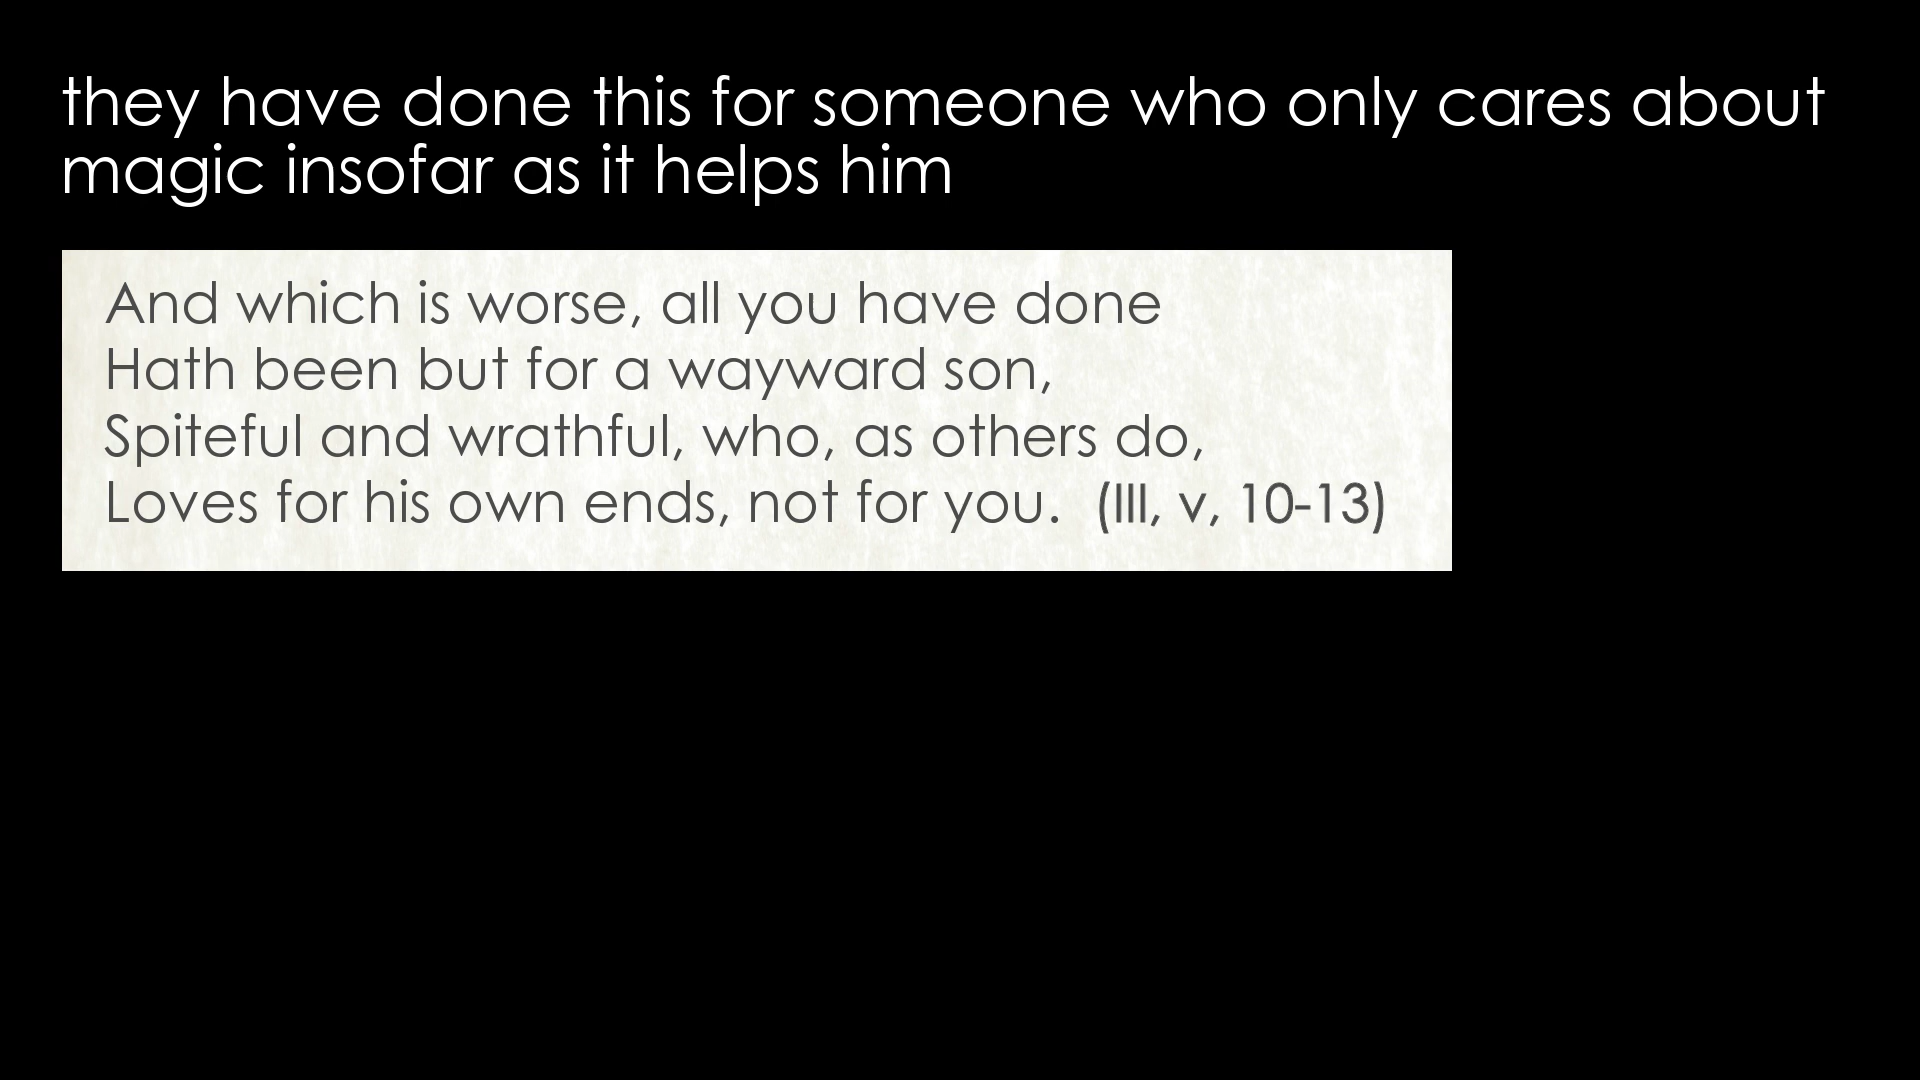 they have done this for someone who only cares about
magic insofar as it helps him
And which is worse, all you have done
Hath been but for a wayward son,
Spiteful and wrathful, who, as others do,
Loves for his own ends, not for you. (III, v, 10-13)